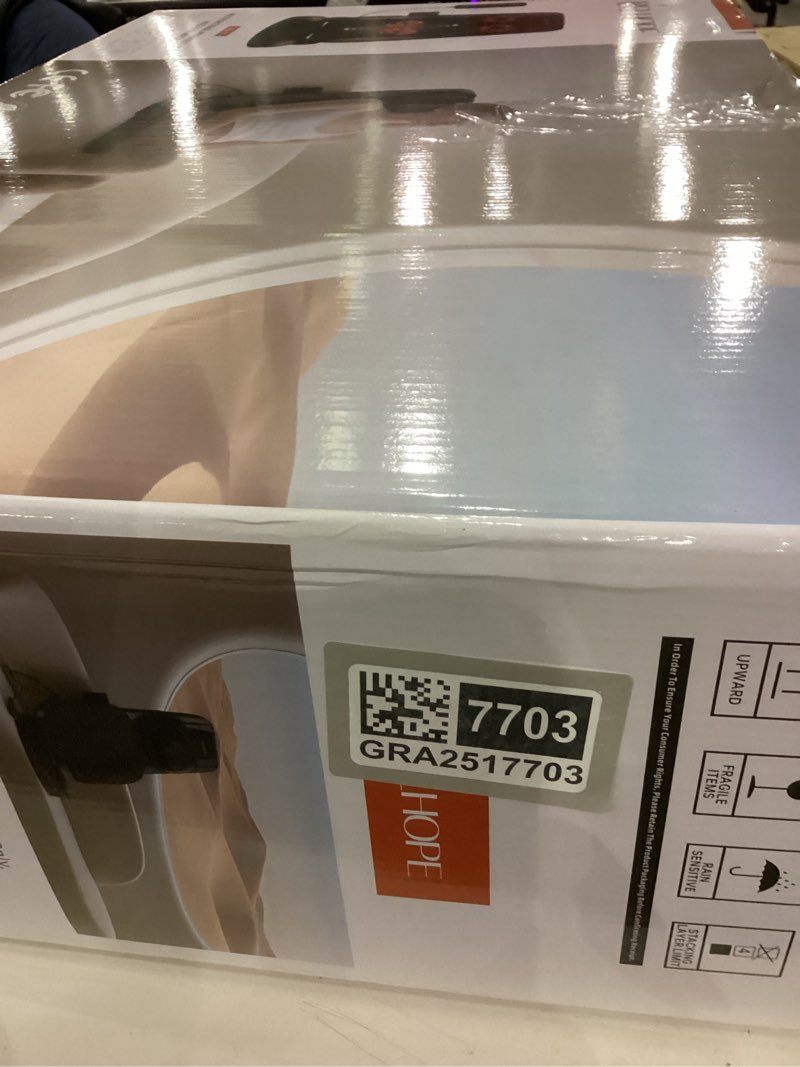 7703
GRA2517703
HOPE
In Order To Ensure Your Consumer Rights, Please Retain The Product Packaging Before Confirming Receipt.
UPWARD
FRAGILE
ITEMS
RAIN
SENSITIVE
STACKING
LAYER LIMIT
4